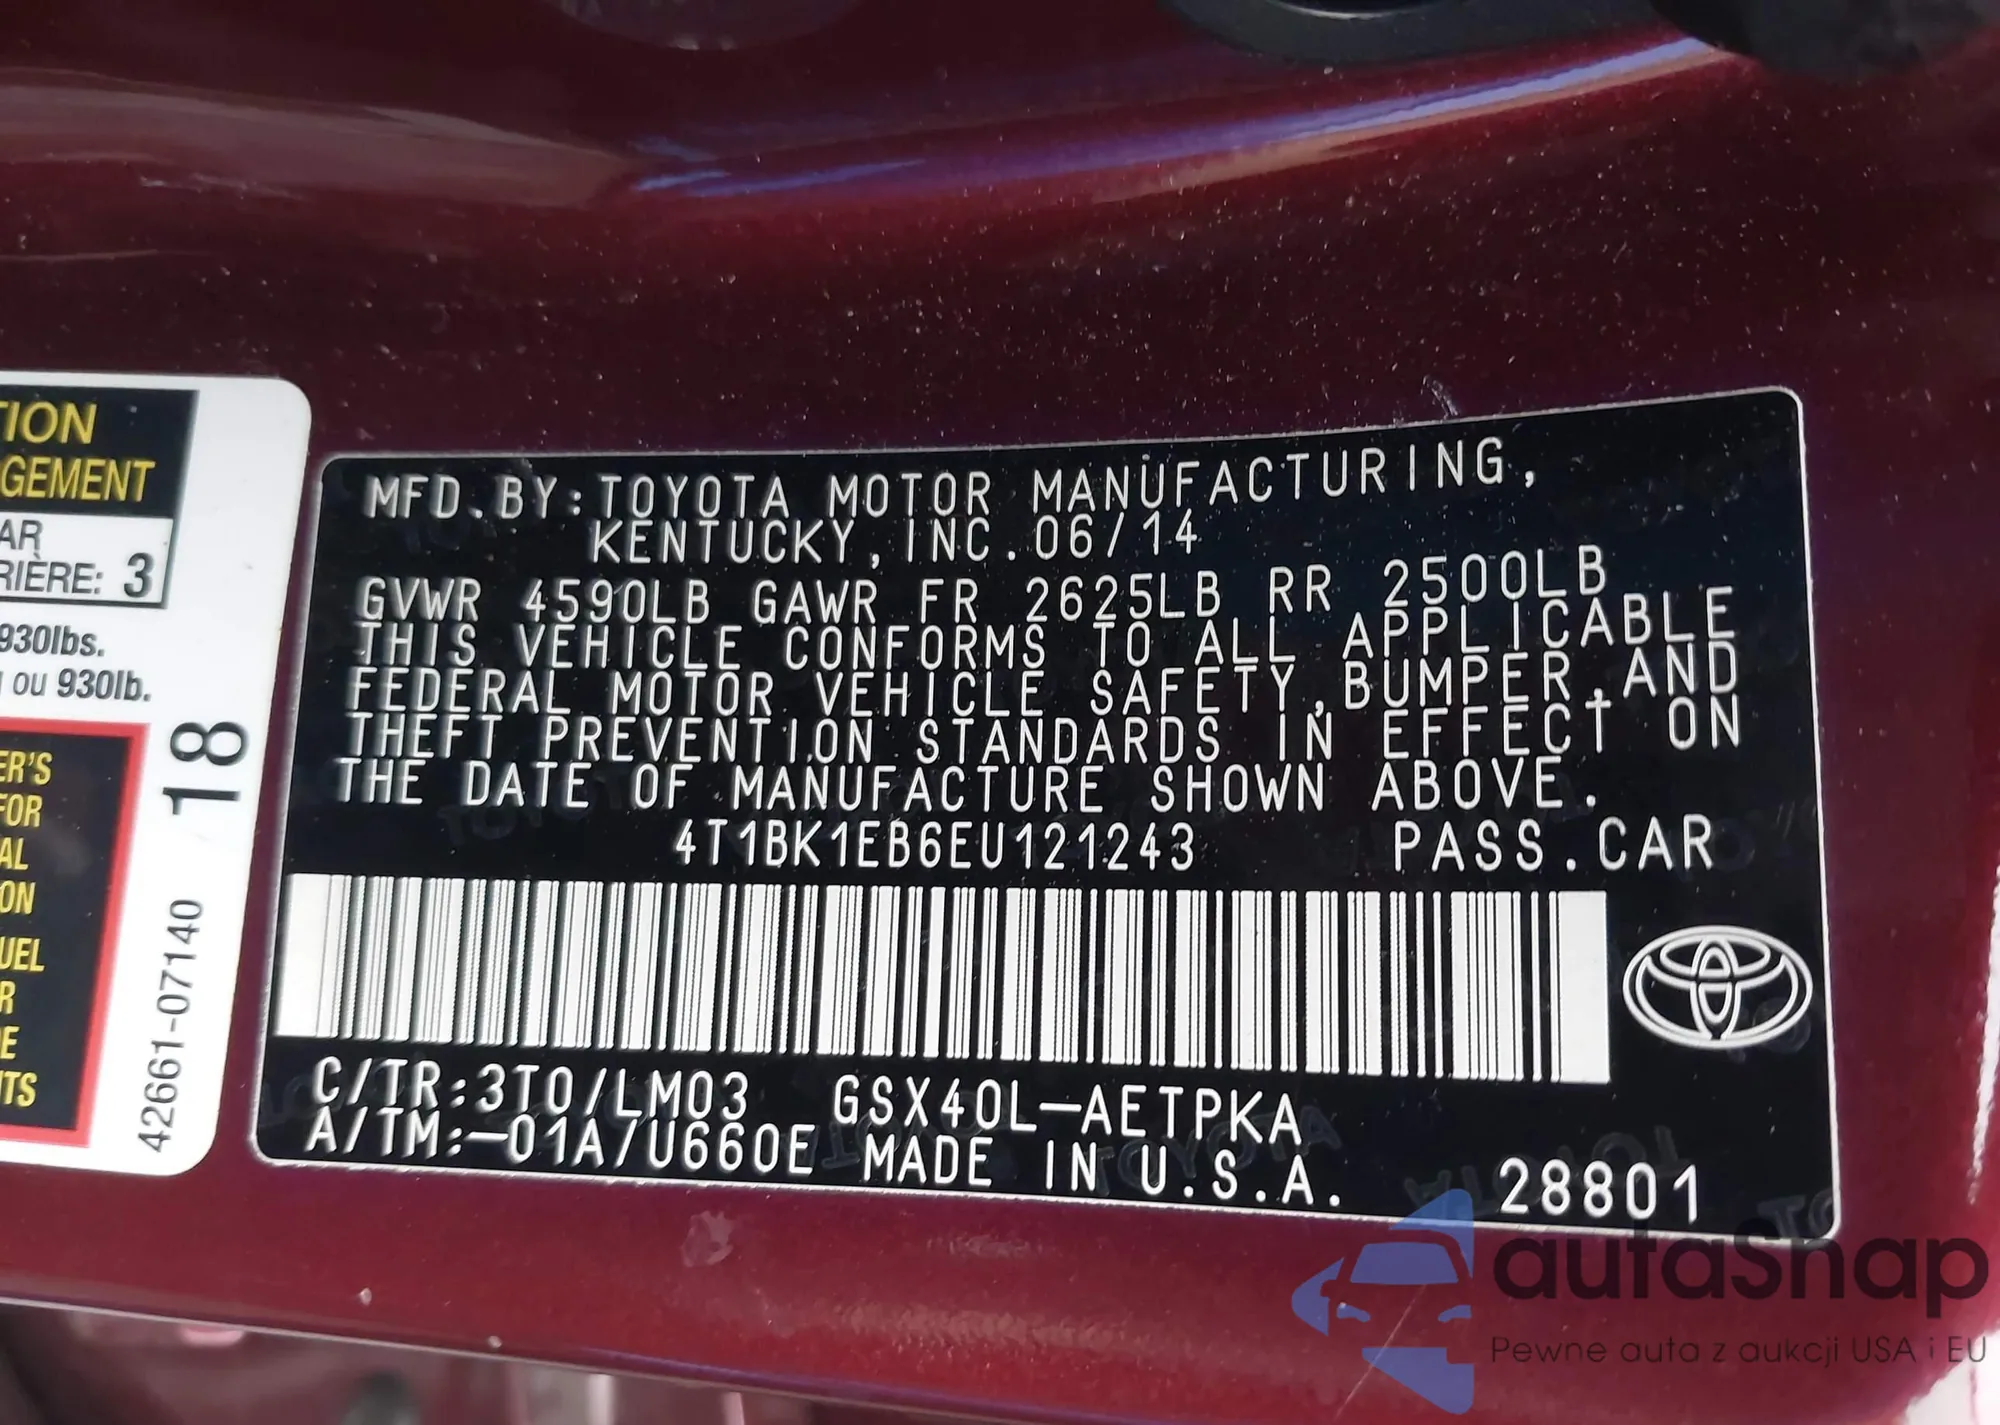 TION
GEMENT
AR
RIÈRE: 3
930lbs.
ou 930lb.
ER'S
FOR
AL
ION
UEL
R
E
ITS
18
42661-07140
MFD.BY:TOYOTA MOTOR MANUFACTURING,
KENTUCKY,INC.06/14
GVWR 4590LB GAWR FR 2625LB RR 2500LB
THIS VEHICLE CONFORMS TO ALL APPLICABLE
FEDERAL MOTOR VEHICLE SAFETY,BUMPER,AND
THEFT PREVENTION STANDARDS IN EFFECT ON
THE DATE OF MANUFACTURE SHOWN ABOVE.
4T1BK1EB6EU121243 PASS.CAR
C/TR:3T0/LM03 GSX40L-AETPKA
A/TM:-01A/U660E MADE IN U.S.A. 28801
autaSnap
Pewne auta z aukcji USA i EU